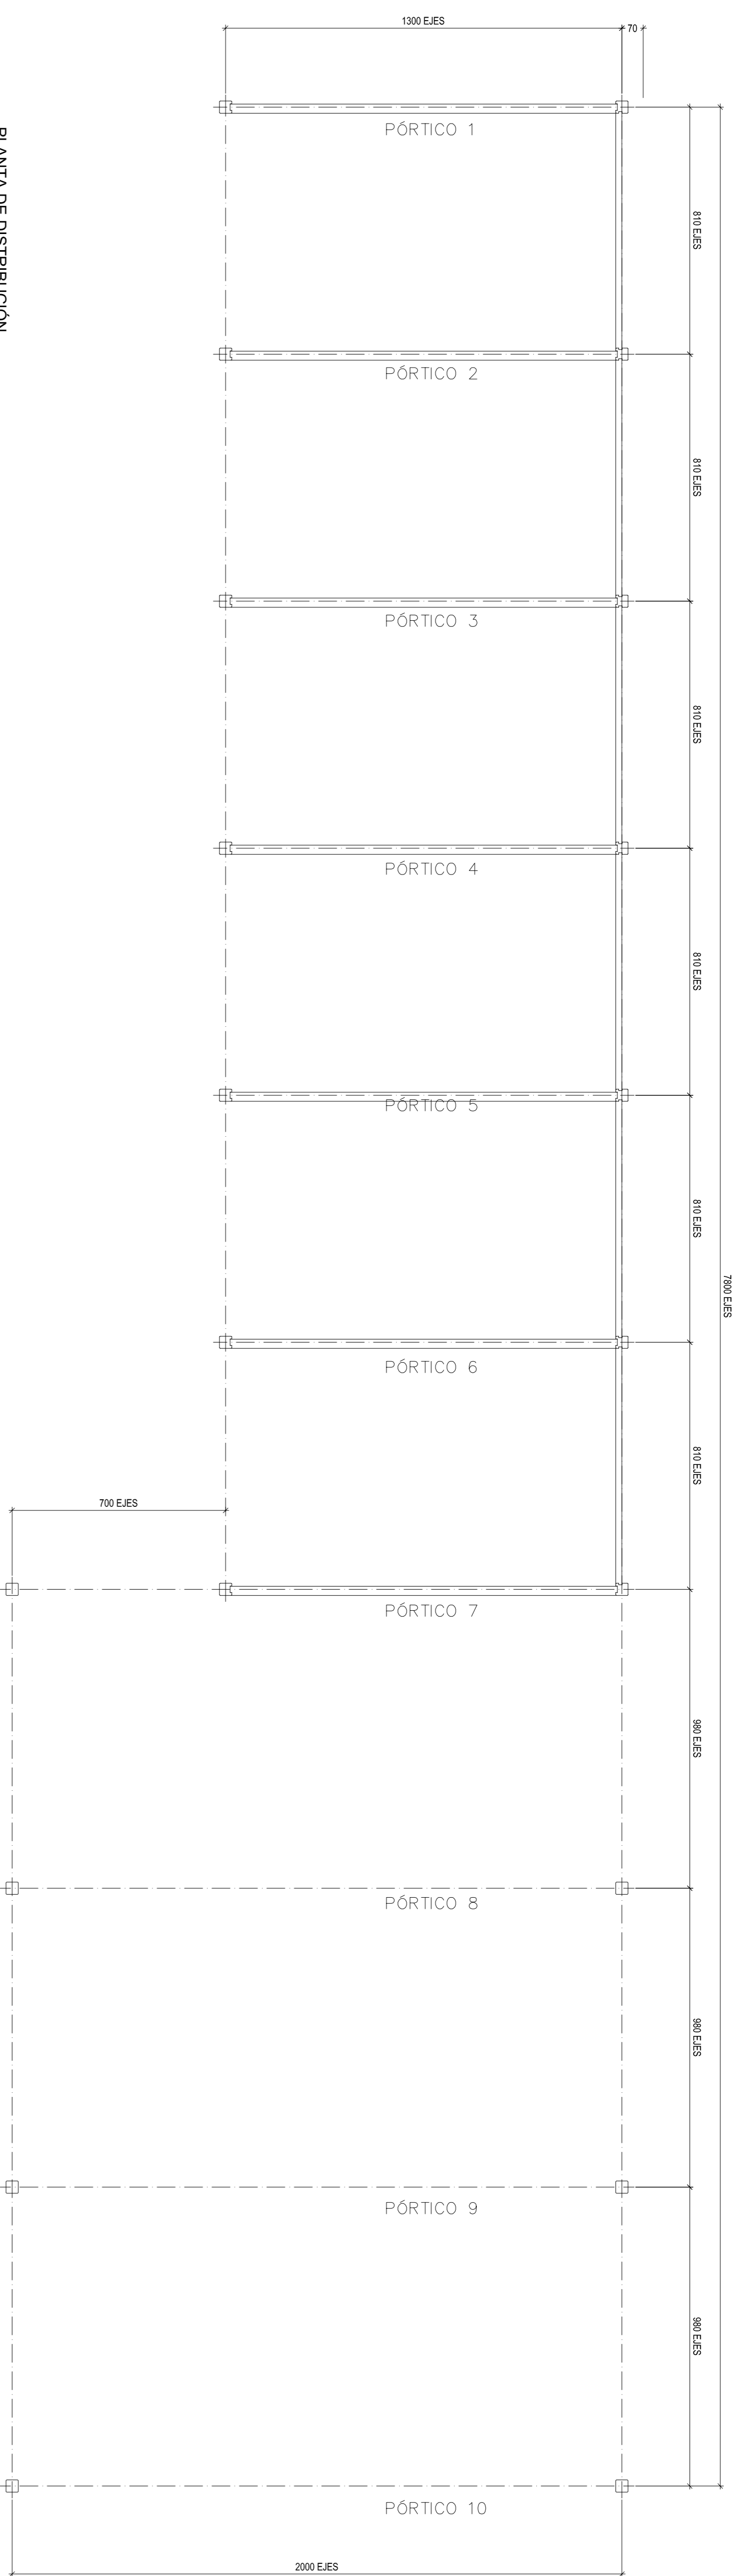 1300 EJES
70
PÓRTICO 1
PLANTA DE DISTRIBUCIÓN
810 EJES
PÓRTICO 2
810 EJES
PÓRTICO 3
810 EJES
PÓRTICO 4
810 EJES
PÓRTICO 5
810 EJES
7800 EJES
PÓRTICO 6
810 EJES
700 EJES
PÓRTICO 7
980 EJES
PÓRTICO 8
980 EJES
PÓRTICO 9
980 EJES
PÓRTICO 10
2000 EJES